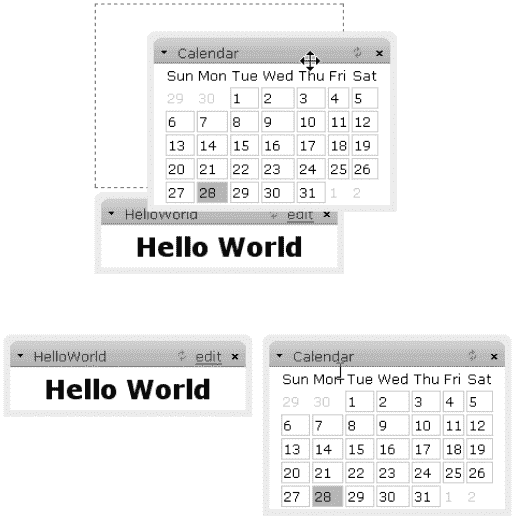 Calendar
Sun Mon Tue Wed Thu Fri Sat
29 30 1 2 3 4 5
6 7 8 9 10 11 12
13 14 15 16 17 18 19
20 21 22 23 24 25 26
27 28 29 30 31 1 2
HelloWorld edit
Hello World
HelloWorld edit
Hello World
Calendar
Sun Mon Tue Wed Thu Fri Sat
29 30 1 2 3 4 5
6 7 8 9 10 11 12
13 14 15 16 17 18 19
20 21 22 23 24 25 26
27 28 29 30 31 1 2